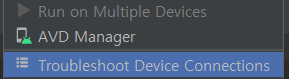 Run on Multiple Devices
AVD Manager
Troubleshoot Device Connections